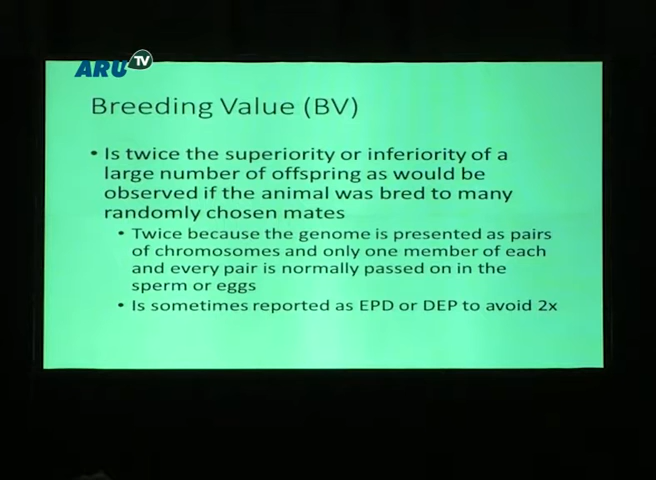 ARU TV
Breeding Value (BV)
• Is twice the superiority or inferiority of a
large number of offspring as would be
observed if the animal was bred to many
randomly chosen mates
• Twice because the genome is presented as pairs
of chromosomes and only one member of each
and every pair is normally passed on in the
sperm or eggs
• Is sometimes reported as EPD or DEP to avoid 2x